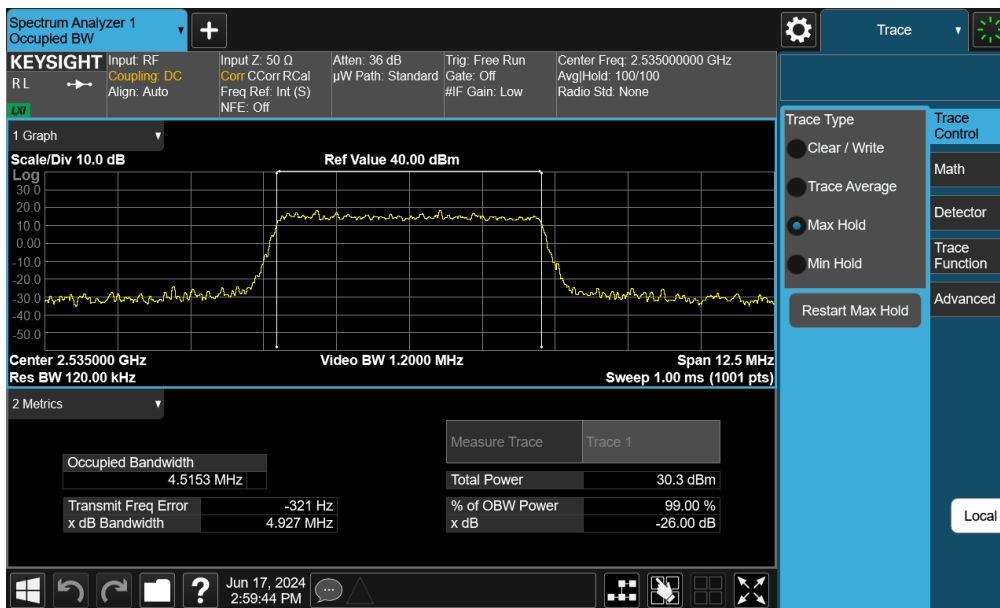 Spectrum Analyzer 1
Occupied BW
Trace
KEYSIGHT
R L
LXI
Input: RF
Coupling: DC
Align: Auto
Input Z: 50 Ω
Corr CCorr RCal
Freq Ref: Int (S)
NFE: Off
Atten: 36 dB
µW Path: Standard
Trig: Free Run
Gate: Off
#IF Gain: Low
Center Freq: 2.535000000 GHz
Avg|Hold: 100/100
Radio Std: None
1 Graph
Scale/Div 10.0 dB
Ref Value 40.00 dBm
Log
30.0
20.0
10.0
0.00
-10.0
-20.0
-30.0
-40.0
-50.0
Center 2.535000 GHz
Video BW 1.2000 MHz
Span 12.5 MHz
Res BW 120.00 kHz
Sweep 1.00 ms (1001 pts)
2 Metrics
Measure Trace
Trace 1
Occupied Bandwidth
4.5153 MHz
Total Power
30.3 dBm
Transmit Freq Error
-321 Hz
% of OBW Power
99.00 %
x dB Bandwidth
4.927 MHz
x dB
-26.00 dB
Trace Type
Clear / Write
Trace Average
Max Hold
Min Hold
Restart Max Hold
Trace
Control
Math
Detector
Trace
Function
Advanced
Local
?
Jun 17, 2024
2:59:44 PM